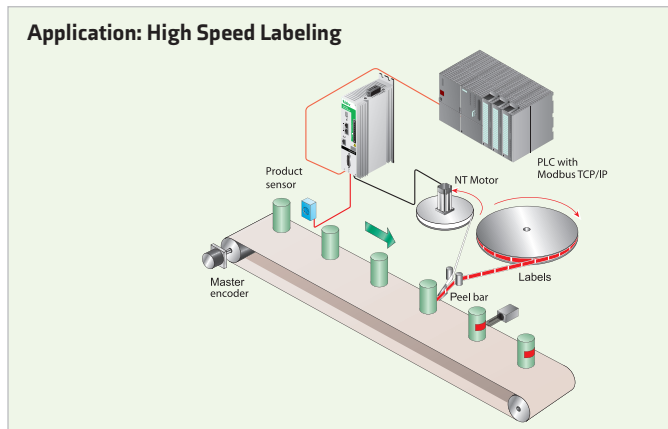 Application: High Speed Labeling
PLC with
Modbus TCP/IP
Product
sensor
NT Motor
Labels
Master
encoder
Peel bar